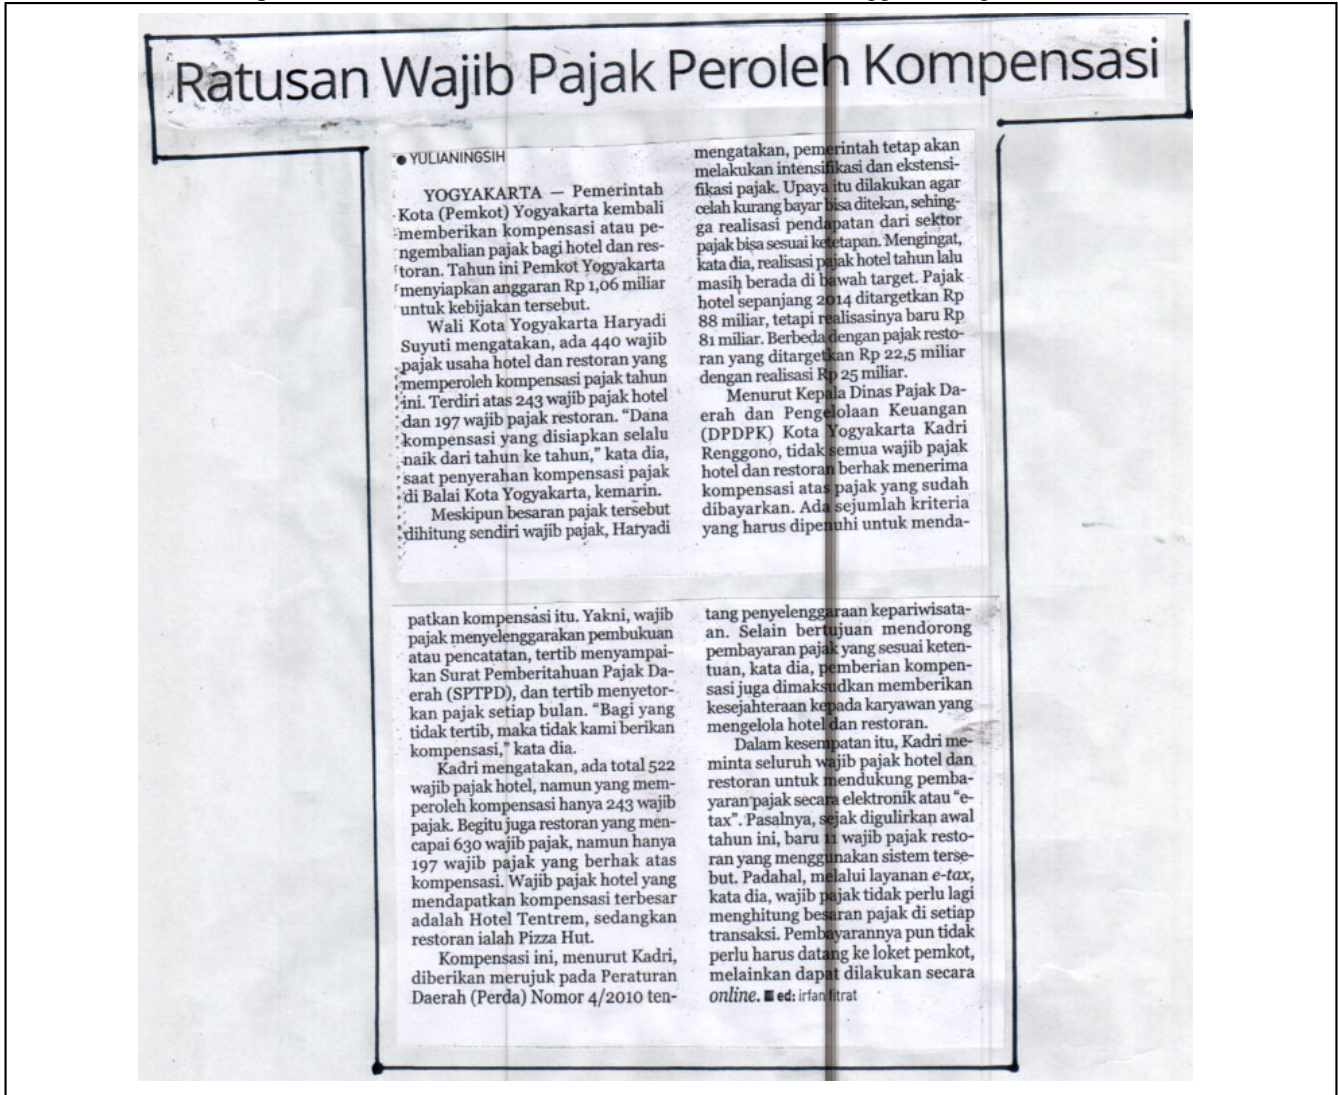 Ratusan Wajib Pajak Peroleh Kompensasi
● YULIANINGSIH
YOGYAKARTA — Pemerintah
Kota (Pemkot) Yogyakarta kembali
memberikan kompensasi atau pe-
ngembalian pajak bagi hotel dan res-
toran. Tahun ini Pemkot Yogyakarta
menyiapkan anggaran Rp 1,06 miliar
untuk kebijakan tersebut.
Wali Kota Yogyakarta Haryadi
Suyuti mengatakan, ada 440 wajib
pajak usaha hotel dan restoran yang
memperoleh kompensasi pajak tahun
ini. Terdiri atas 243 wajib pajak hotel
dan 197 wajib pajak restoran. “Dana
kompensasi yang disiapkan selalu
naik dari tahun ke tahun,” kata dia,
saat penyerahan kompensasi pajak
di Balai Kota Yogyakarta, kemarin.
Meskipun besaran pajak tersebut
dihitung sendiri wajib pajak, Haryadi
mengatakan, pemerintah tetap akan
melakukan intensifikasi dan ekstensi-
fikasi pajak. Upaya itu dilakukan agar
celah kurang bayar bisa ditekan, sehing-
ga realisasi pendapatan dari sektor
pajak bisa sesuai ketetapan. Mengingat,
kata dia, realisasi pajak hotel tahun lalu
masih berada di bawah target. Pajak
hotel sepanjang 2014 ditargetkan Rp
88 miliar, tetapi realisasinya baru Rp
81 miliar. Berbeda dengan pajak resto-
ran yang ditargetkan Rp 22,5 miliar
dengan realisasi Rp 25 miliar.
Menurut Kepala Dinas Pajak Da-
erah dan Pengelolaan Keuangan
(DPDPK) Kota Yogyakarta Kadri
Renggono, tidak semua wajib pajak
hotel dan restoran berhak menerima
kompensasi atas pajak yang sudah
dibayarkan. Ada sejumlah kriteria
yang harus dipenuhi untuk menda-
patkan kompensasi itu. Yakni, wajib
pajak menyelenggarakan pembukuan
atau pencatatan, tertib menyampai-
kan Surat Pemberitahuan Pajak Da-
erah (SPTPD), dan tertib menyetor-
kan pajak setiap bulan. “Bagi yang
tidak tertib, maka tidak kami berikan
kompensasi,” kata dia.
Kadri mengatakan, ada total 522
wajib pajak hotel, namun yang mem-
peroleh kompensasi hanya 243 wajib
pajak. Begitu juga restoran yang men-
capai 630 wajib pajak, namun hanya
197 wajib pajak yang berhak atas
kompensasi. Wajib pajak hotel yang
mendapatkan kompensasi terbesar
adalah Hotel Tentrem, sedangkan
restoran ialah Pizza Hut.
Kompensasi ini, menurut Kadri,
diberikan merujuk pada Peraturan
Daerah (Perda) Nomor 4/2010 ten-
tang penyelenggaraan kepariwisata-
an. Selain bertujuan mendorong
pembayaran pajak yang sesuai keten-
tuan, kata dia, pemberian kompen-
sasi juga dimaksudkan memberikan
kesejahteraan kepada karyawan yang
mengelola hotel dan restoran.
Dalam kesempatan itu, Kadri me-
minta seluruh wajib pajak hotel dan
restoran untuk mendukung pemba-
yaran pajak secara elektronik atau “e-
tax”. Pasalnya, sejak digulirkan awal
tahun ini, baru 11 wajib pajak resto-
ran yang menggunakan sistem terse-
but. Padahal, melalui layanan e-tax,
kata dia, wajib pajak tidak perlu lagi
menghitung besaran pajak di setiap
transaksi. Pembayarannya pun tidak
perlu harus datang ke loket pemkot,
melainkan dapat dilakukan secara
online. ■ ed: irfan fitrat